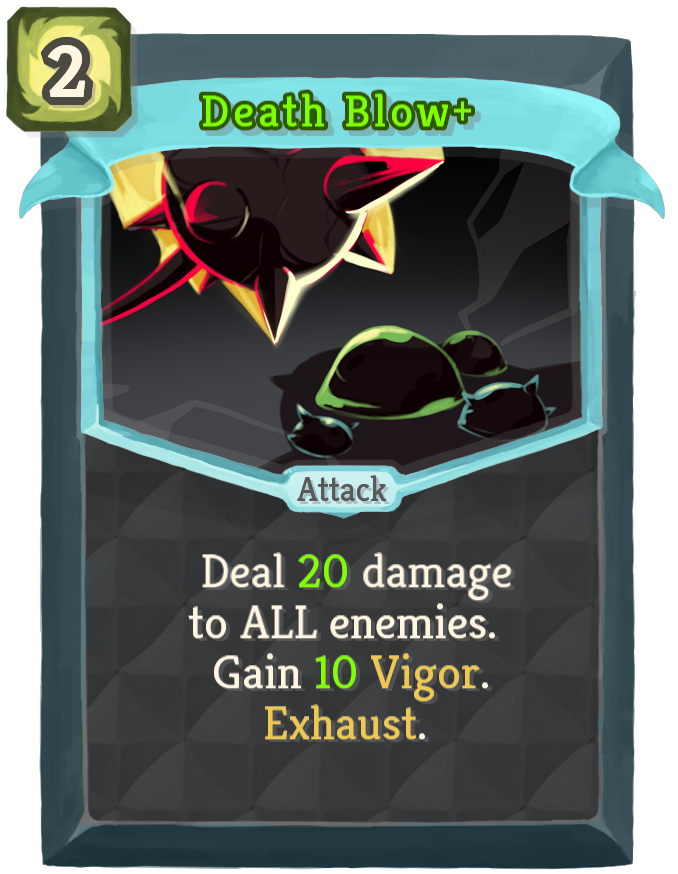 2
Death Blow+
Attack
Deal 20 damage
to ALL enemies.
Gain 10 Vigor.
Exhaust.